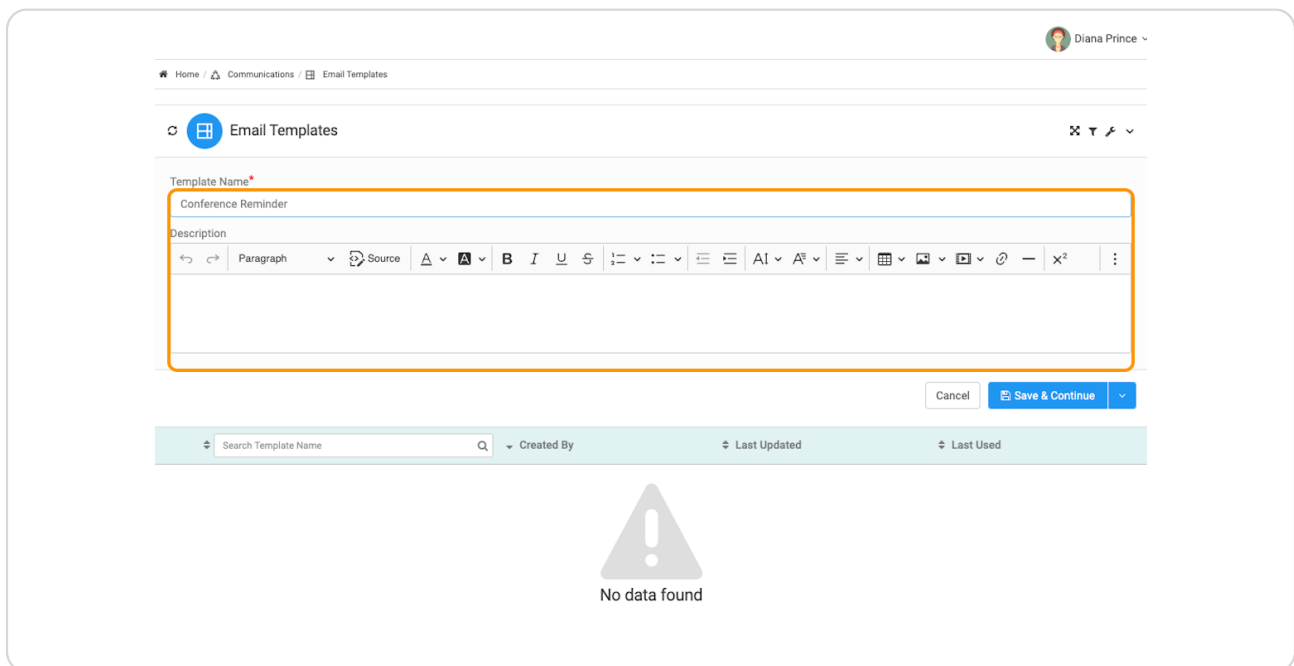 Diana Prince
Home / Communications / Email Templates
Email Templates
Template Name*
Conference Reminder
Description
Paragraph Source A A B I U S AI A X²
Cancel Save & Continue
Search Template Name Created By Last Updated Last Used
No data found